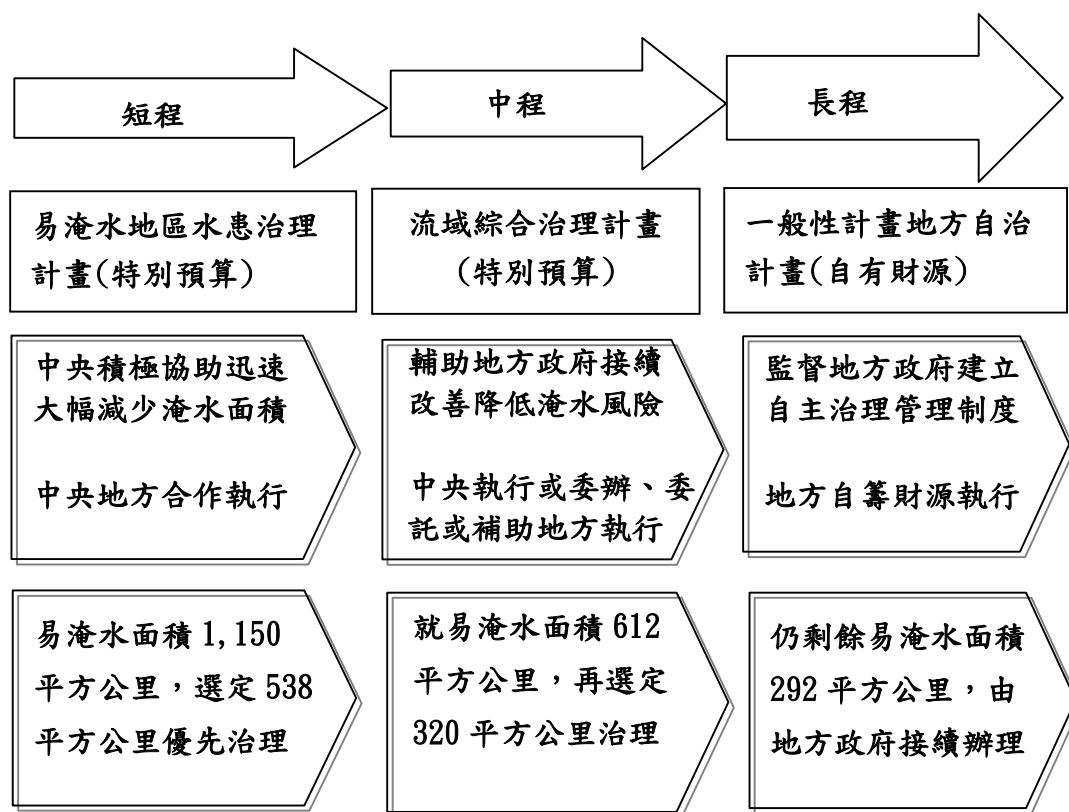 短程
中程
長程
易淹水地區水患治理
計畫(特別預算)
流域綜合治理計畫
(特別預算)
一般性計畫地方自治
計畫(自有財源)
中央積極協助迅速
大幅減少淹水面積
中央地方合作執行
輔助地方政府接續
改善降低淹水風險
中央執行或委辦、委
託或補助地方執行
監督地方政府建立
自主治理管理制度
地方自籌財源執行
易淹水面積 1,150
平方公里，選定 538
平方公里優先治理
就易淹水面積 612
平方公里，再選定
320 平方公里治理
仍剩餘易淹水面積
292 平方公里，由
地方政府接續辦理